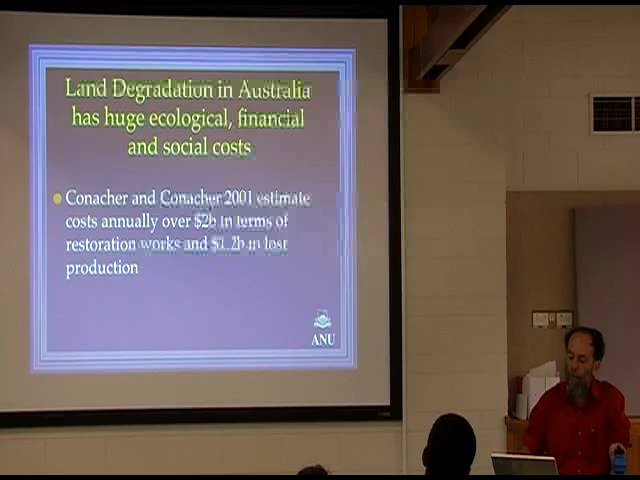 Land Degradation in Australia
has huge ecological, financial
and social costs
Conacher and Conacher 2001 estimate
costs annually over $2b in terms of
restoration works and $1.2b in lost
production
ANU